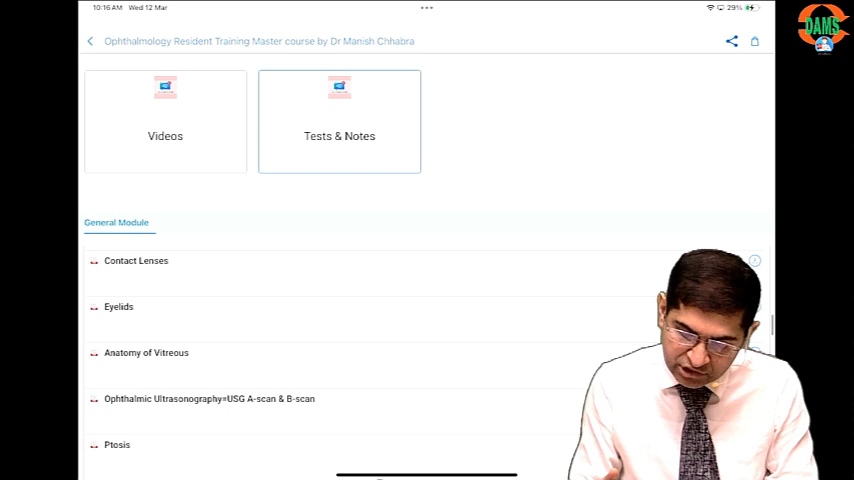 10:16 AM Wed 12 Mar
29%
DAMS
Ophthalmology Resident Training Master course by Dr Manish Chhabra
Videos
Tests & Notes
General Module
Contact Lenses
Eyelids
Anatomy of Vitreous
Ophthalmic Ultrasonography=USG A-scan & B-scan
Ptosis